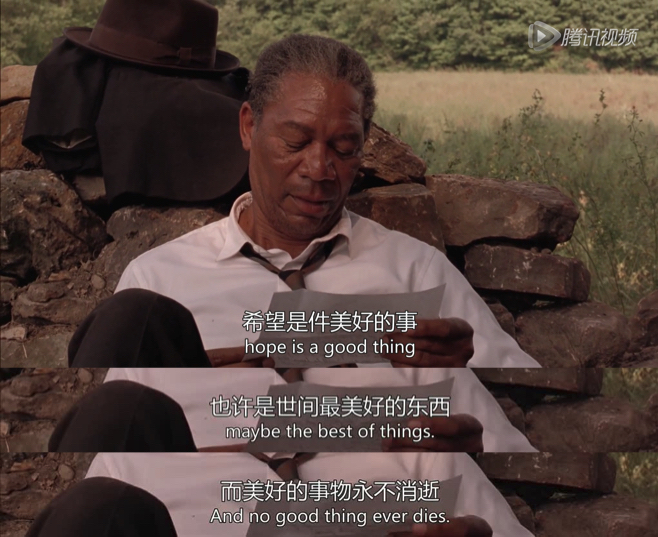 腾讯视频
希望是件美好的事
hope is a good thing
也许是世间最美好的东西
maybe the best of things.
而美好的事物永不消逝
And no good thing ever dies.